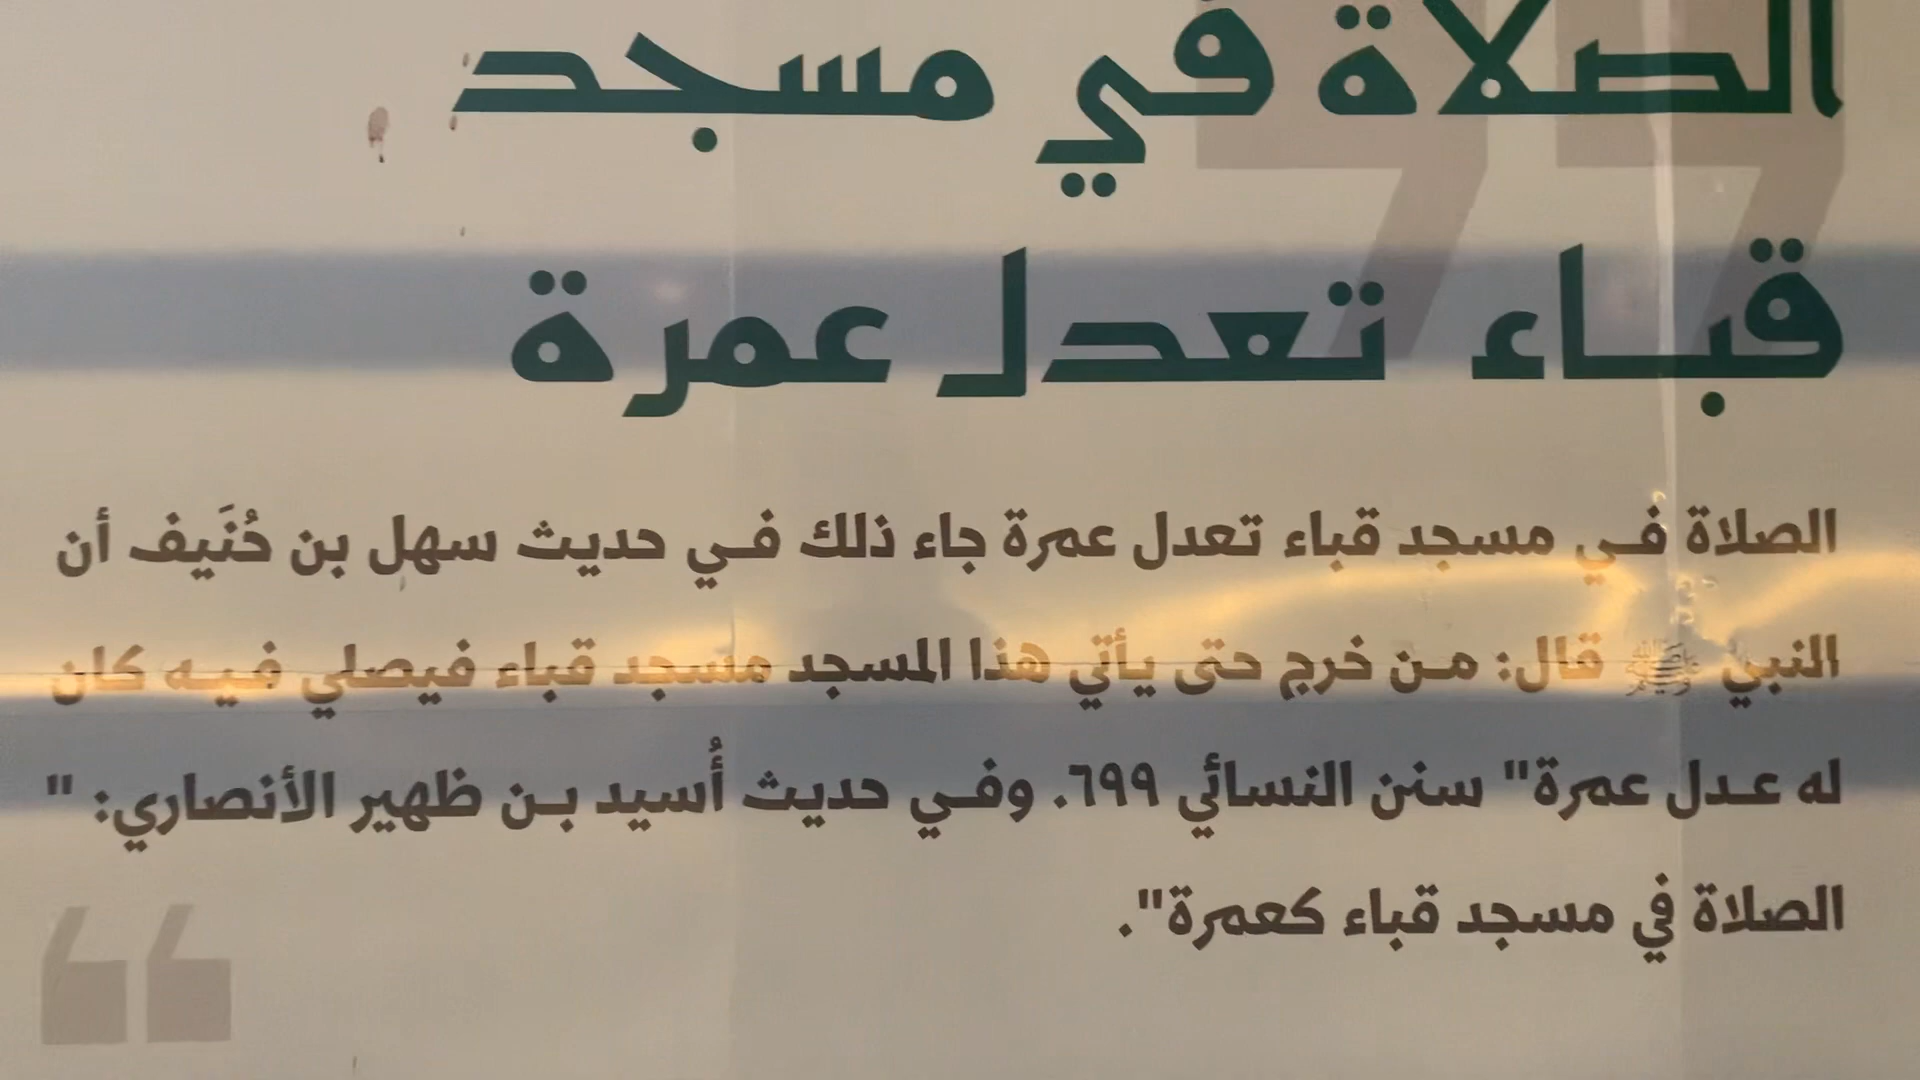 الصلاة في مسجد
قباء تعدل عمرة
الصلاة في مسجد قباء تعدل عمرة جاء ذلك في حديث سهل بن حُنَيف أن
النبي ﷺ قال: من خرج حتى يأتي هذا المسجد مسجد قباء فيصلي فيه كان
له عدل عمرة" سنن النسائي ٦٩٩. وفي حديث أُسيد بن ظهير الأنصاري: "
الصلاة في مسجد قباء كعمرة".